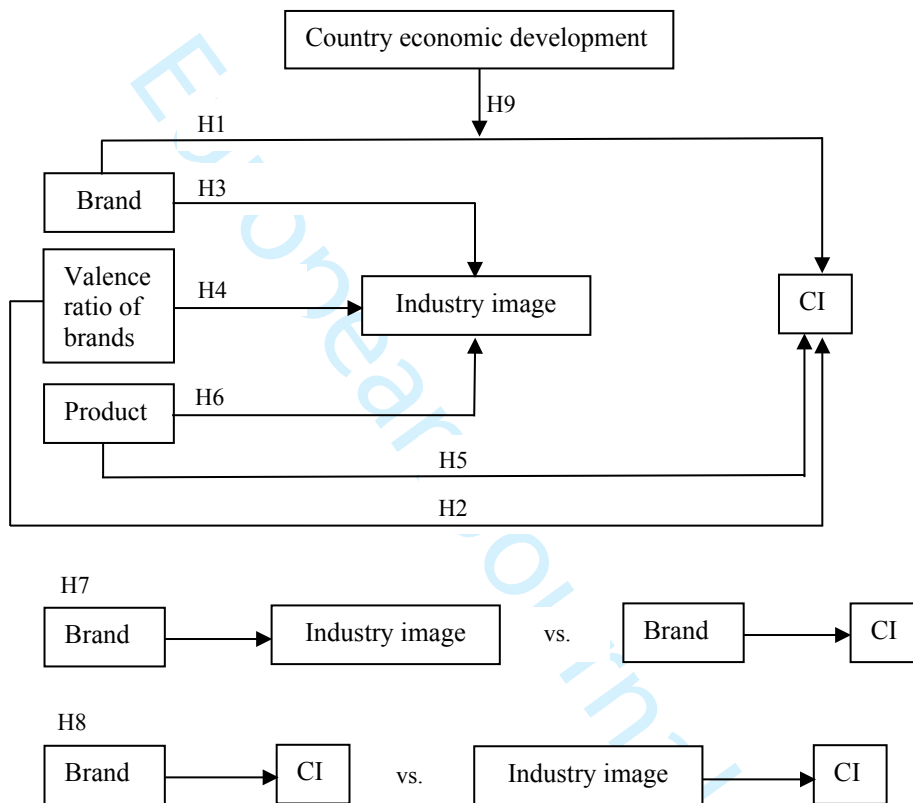 Country economic development
H9
H1
Brand
H3
Valence
ratio of
brands
H4
Industry image
CI
Product
H6
H5
H2
H7
Brand
Industry image
vs.
Brand
CI
H8
Brand
CI
vs.
Industry image
CI